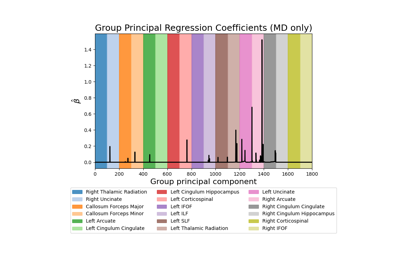 Group Principal Regression Coefficients (MD only)
1.6
1.4
1.2
1.0
0.8
0.6
0.4
0.2
0.0
β̂
0 200 400 600 800 1000 1200 1400 1600 1800
Group principal component
Right Thalamic Radiation
Right Uncinate
Callosum Forceps Major
Callosum Forceps Minor
Left Arcuate
Left Cingulum Cingulate
Left Cingulum Hippocampus
Left Corticospinal
Left IFOF
Left ILF
Left SLF
Left Thalamic Radiation
Left Uncinate
Right Arcuate
Right Cingulum Cingulate
Right Cingulum Hippocampus
Right Corticospinal
Right IFOF